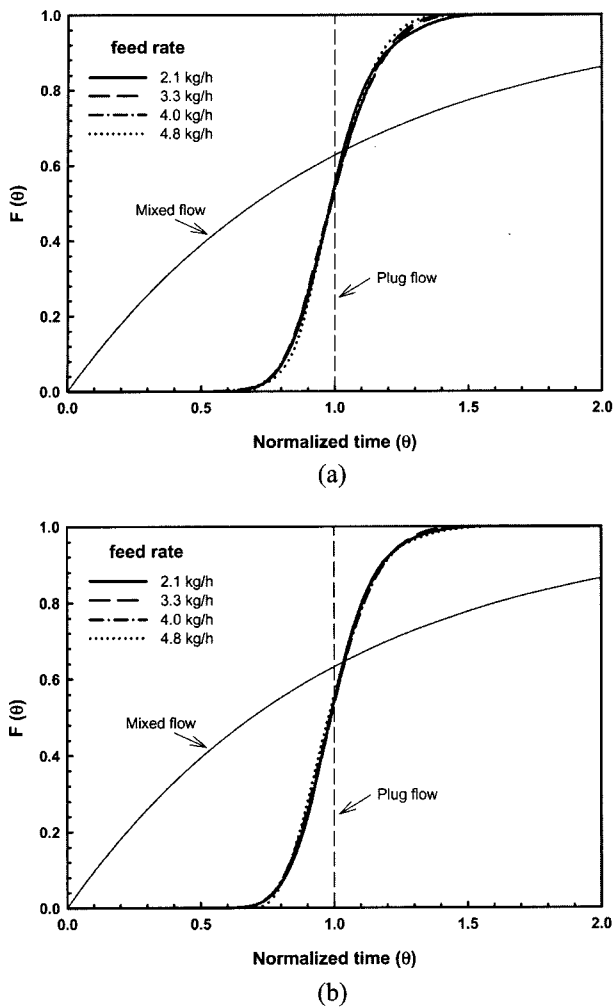 1.0
feed rate
2.1 kg/h
3.3 kg/h
4.0 kg/h
4.8 kg/h
0.8
0.6
Mixed flow
F (θ)
0.4
Plug flow
0.2
0.0
0.0 0.5 1.0 1.5 2.0
Normalized time (θ)
(a)
1.0
feed rate
2.1 kg/h
3.3 kg/h
4.0 kg/h
4.8 kg/h
0.8
0.6
Mixed flow
F (θ)
0.4
Plug flow
0.2
0.0
0.0 0.5 1.0 1.5 2.0
Normalized time (θ)
(b)